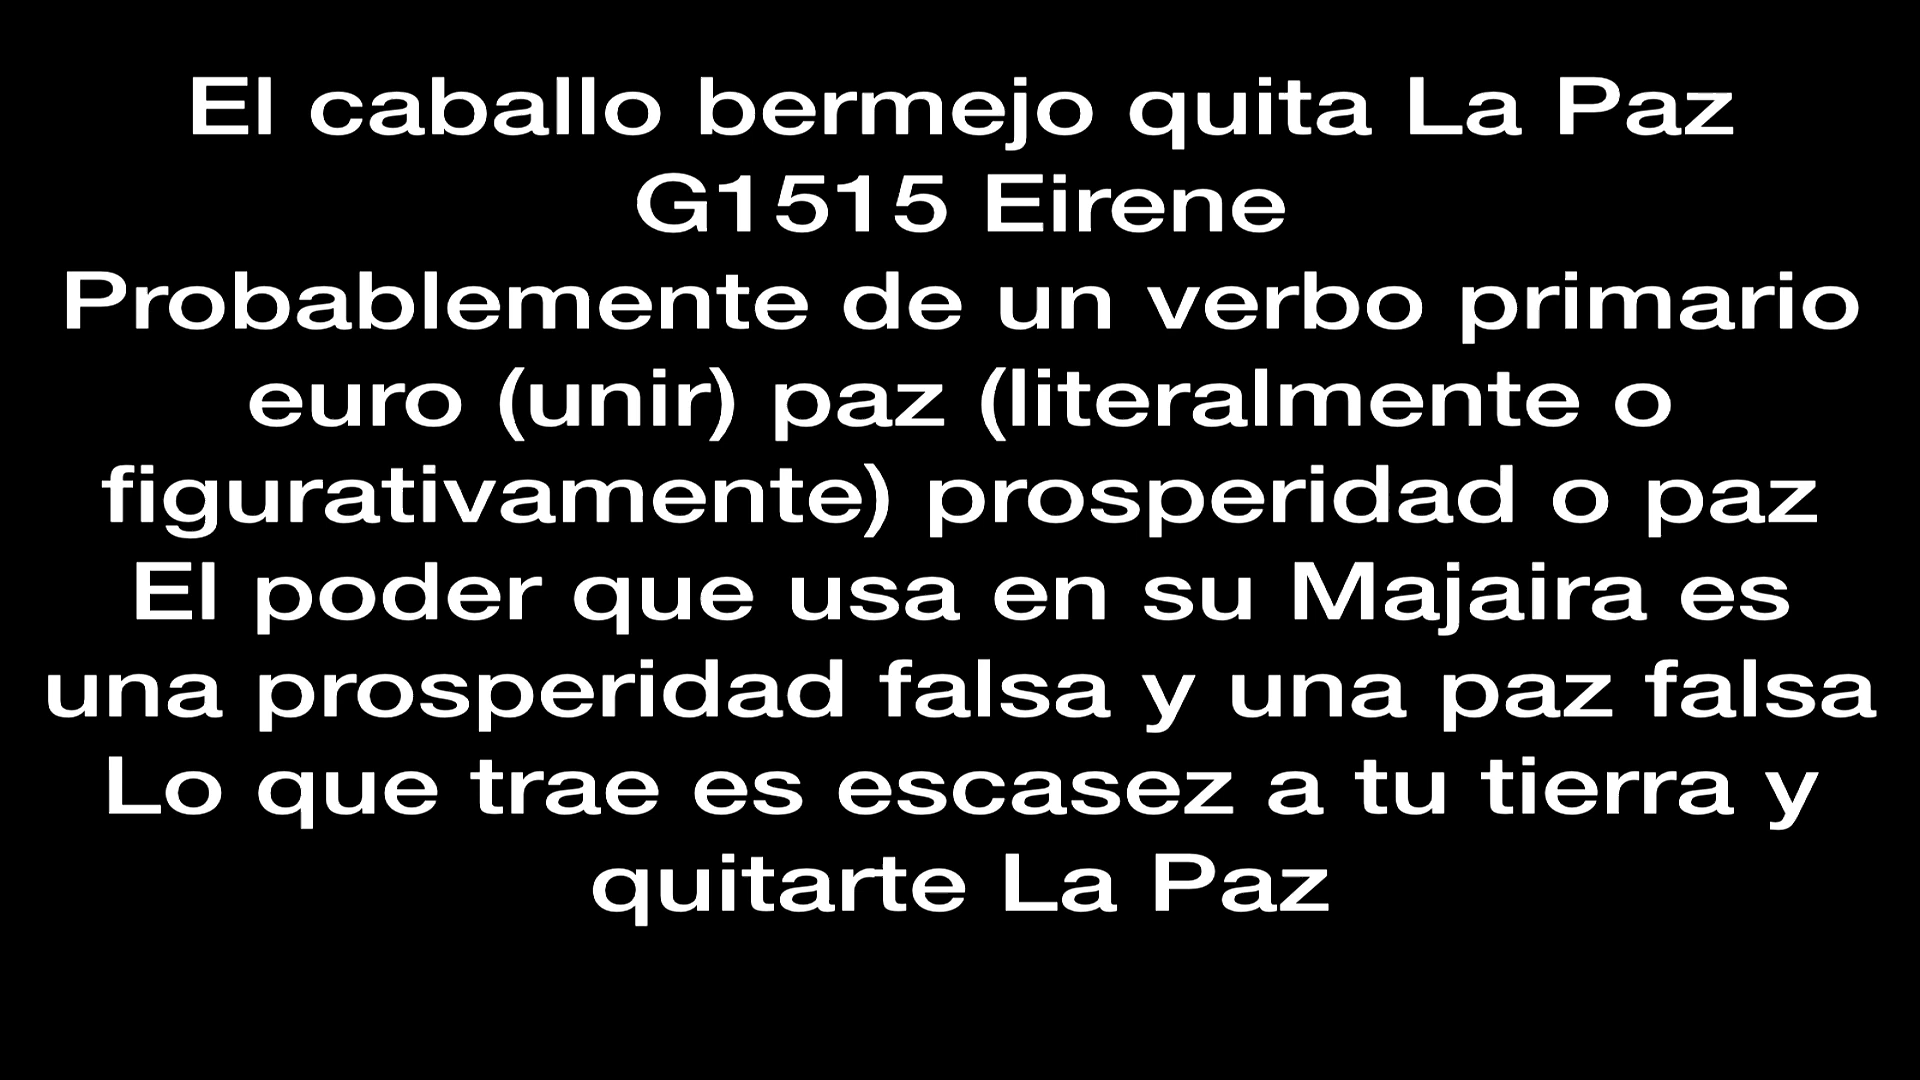 El caballo bermejo quita La Paz
G1515 Eirene
Probablemente de un verbo primario
euro (unir) paz (literalmente o
figurativamente) prosperidad o paz
El poder que usa en su Majaira es
una prosperidad falsa y una paz falsa
Lo que trae es escasez a tu tierra y
quitarte La Paz